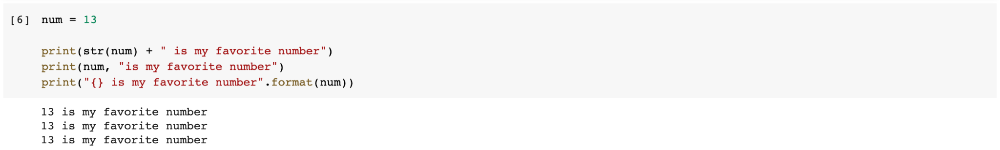 [6] num = 13
print(str(num) + " is my favorite number")
print(num, "is my favorite number")
print("{} is my favorite number".format(num))
13 is my favorite number
13 is my favorite number
13 is my favorite number